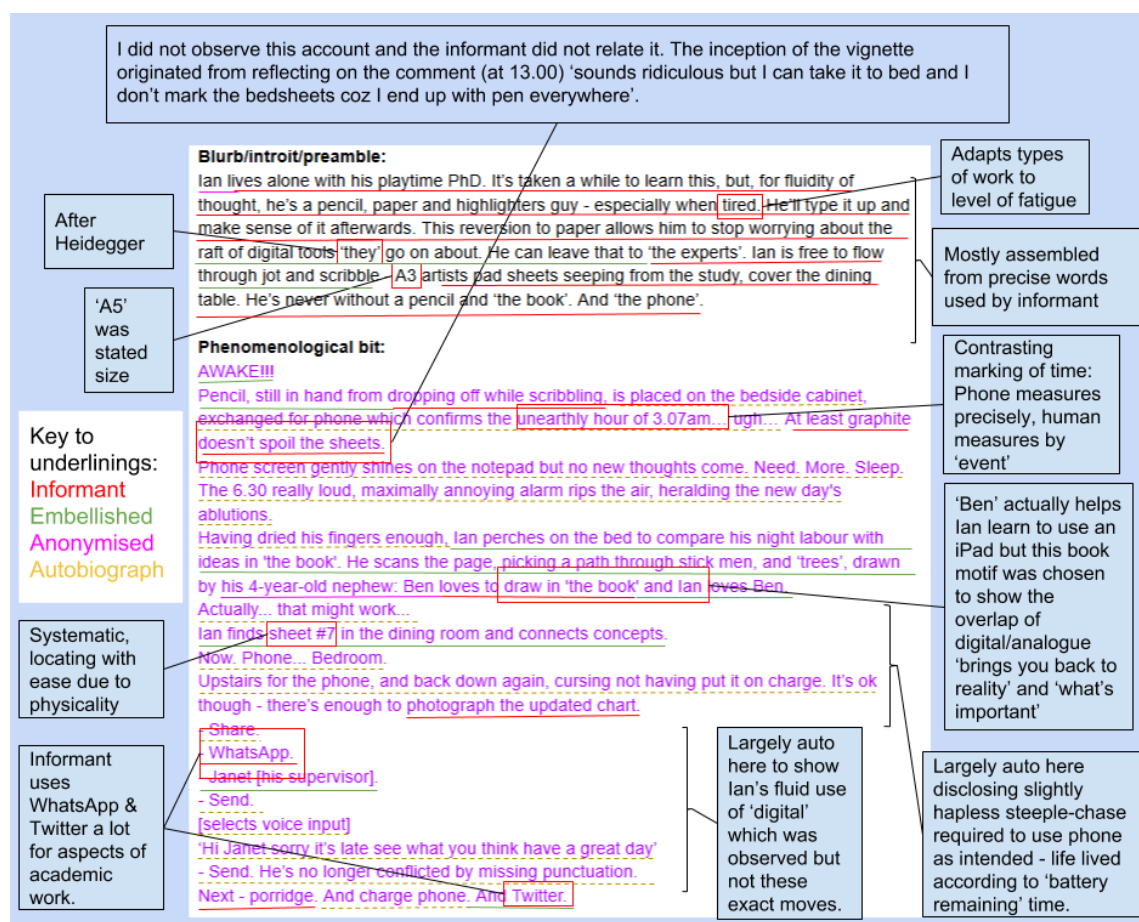 I did not observe this account and the informant did not relate it. The inception of the vignette
originated from reflecting on the comment (at 13.00) ‘sounds ridiculous but I can take it to bed and I
don’t mark the bedsheets coz I end up with pen everywhere’.
Blurb/introit/preamble:
Ian lives alone with his playtime PhD. It’s taken a while to learn this, but, for fluidity of
thought, he’s a pencil, paper and highlighters guy - especially when tired. He’ll type it up and
make sense of it afterwards. This reversion to paper allows him to stop worrying about the
raft of digital tools ‘they’ go on about. He can leave that to ‘the experts’. Ian is free to flow
through jot and scribble. A3 artists pad sheets seeping from the study, cover the dining
table. He’s never without a pencil and ‘the book’. And ‘the phone’.
Phenomenological bit:
AWAKE!!!
Pencil, still in hand from dropping off while scribbling, is placed on the bedside cabinet,
exchanged for phone which confirms the unearthly hour of 3.07am... ugh... At least graphite
doesn’t spoil the sheets.
Phone screen gently shines on the notepad but no new thoughts come. Need. More. Sleep.
The 6.30 really loud, maximally annoying alarm rips the air, heralding the new day's
ablutions.
Having dried his fingers enough, Ian perches on the bed to compare his night labour with
ideas in 'the book'. He scans the page, picking a path through stick men, and ‘trees’, drawn
by his 4-year-old nephew: Ben loves to draw in 'the book' and Ian loves Ben.
Actually... that might work...
Ian finds sheet #7 in the dining room and connects concepts.
Now. Phone... Bedroom.
Upstairs for the phone, and back down again, cursing not having put it on charge. It’s ok
though - there’s enough to photograph the updated chart.
- Share.
- WhatsApp.
- Janet [his supervisor].
- Send.
[selects voice input]
‘Hi Janet sorry it’s late see what you think have a great day’
- Send. He’s no longer conflicted by missing punctuation.
Next - porridge. And charge phone. And Twitter.
After
Heidegger
‘A5’
was
stated
size
Key to
underlinings:
Informant
Embellished
Anonymised
Autobiograph
Systematic,
locating with
ease due to
physicality
Informant
uses
WhatsApp &
Twitter a lot
for aspects of
academic
work.
Adapts types
of work to
level of fatigue
Mostly assembled
from precise words
used by informant
Contrasting
marking of time:
Phone measures
precisely, human
measures by
‘event’
‘Ben’ actually helps
Ian learn to use an
iPad but this book
motif was chosen
to show the
overlap of
digital/analogue
‘brings you back to
reality’ and ‘what’s
important’
Largely auto
here to show
Ian’s fluid use
of ‘digital’
which was
observed but
not these
exact moves.
Largely auto here
disclosing slightly
hapless steeple-chase
required to use phone
as intended - life lived
according to ‘battery
remaining’ time.